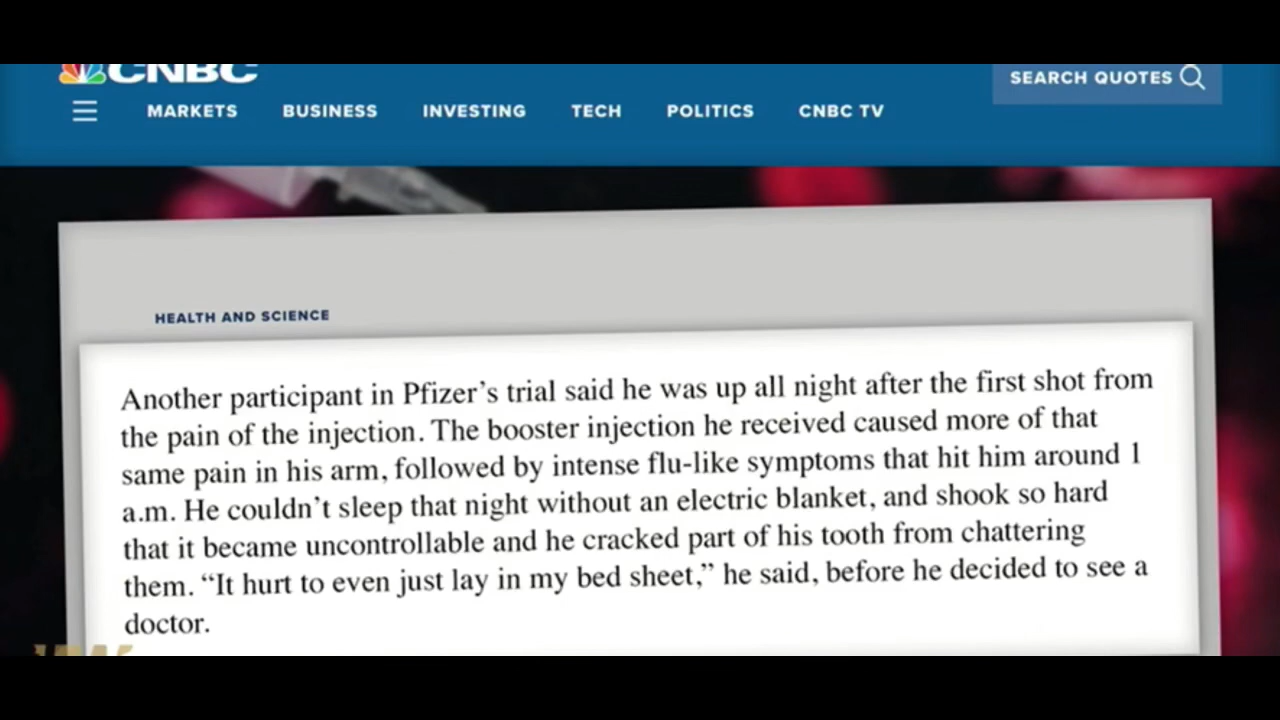 CNBC
SEARCH QUOTES
MARKETS BUSINESS INVESTING TECH POLITICS CNBC TV
HEALTH AND SCIENCE
Another participant in Pfizer’s trial said he was up all night after the first shot from
the pain of the injection. The booster injection he received caused more of that
same pain in his arm, followed by intense flu-like symptoms that hit him around 1
a.m. He couldn’t sleep that night without an electric blanket, and shook so hard
that it became uncontrollable and he cracked part of his tooth from chattering
them. “It hurt to even just lay in my bed sheet,” he said, before he decided to see a
doctor.